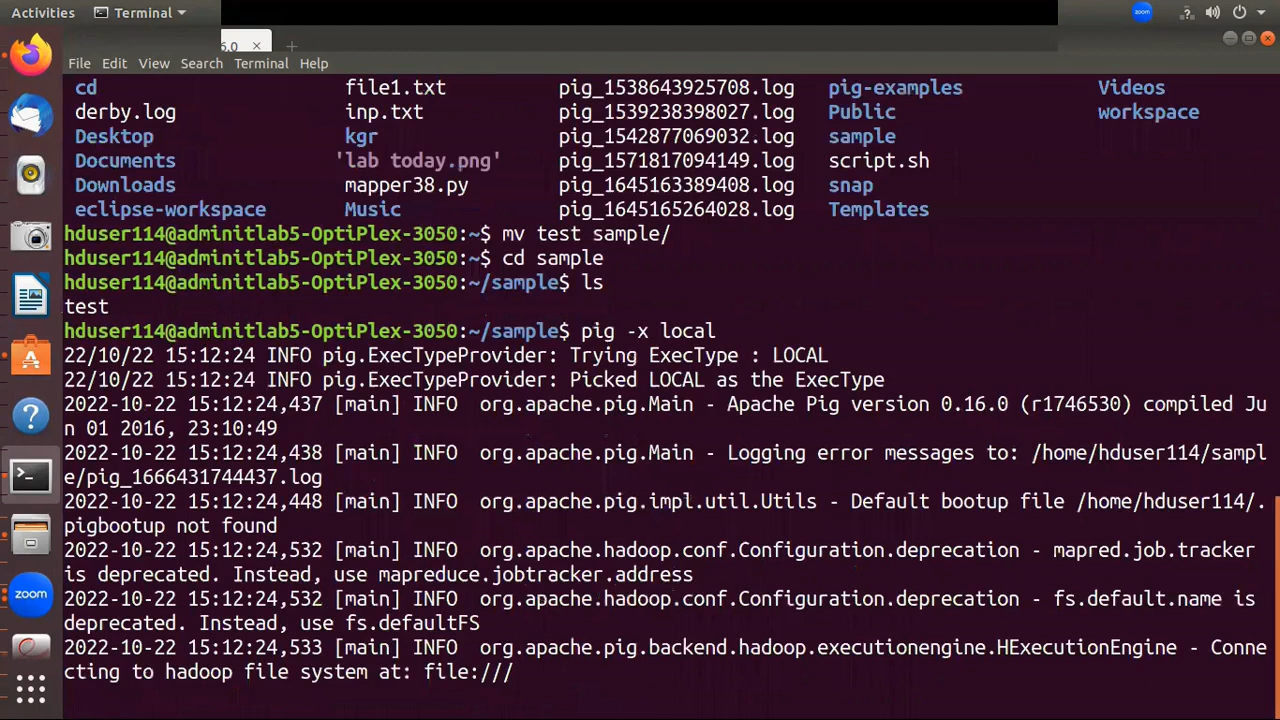 Activities Terminal zoom ?
6.0 × +
File Edit View Search Terminal Help
cd file1.txt pig_1538643925708.log pig-examples Videos
derby.log inp.txt pig_1539238398027.log Public workspace
Desktop kgr pig_1542877069032.log sample
Documents 'lab today.png' pig_1571817094149.log script.sh
Downloads mapper38.py pig_1645163389408.log snap
eclipse-workspace Music pig_1645165264028.log Templates
hduser114@adminitlab5-OptiPlex-3050:~$ mv test sample/
hduser114@adminitlab5-OptiPlex-3050:~$ cd sample
hduser114@adminitlab5-OptiPlex-3050:~/sample$ ls
test
hduser114@adminitlab5-OptiPlex-3050:~/sample$ pig -x local
22/10/22 15:12:24 INFO pig.ExecTypeProvider: Trying ExecType : LOCAL
22/10/22 15:12:24 INFO pig.ExecTypeProvider: Picked LOCAL as the ExecType
2022-10-22 15:12:24,437 [main] INFO org.apache.pig.Main - Apache Pig version 0.16.0 (r1746530) compiled Ju
n 01 2016, 23:10:49
2022-10-22 15:12:24,438 [main] INFO org.apache.pig.Main - Logging error messages to: /home/hduser114/sampl
e/pig_1666431744437.log
2022-10-22 15:12:24,448 [main] INFO org.apache.pig.impl.util.Utils - Default bootup file /home/hduser114/.
pigbootup not found
2022-10-22 15:12:24,532 [main] INFO org.apache.hadoop.conf.Configuration.deprecation - mapred.job.tracker
is deprecated. Instead, use mapreduce.jobtracker.address
2022-10-22 15:12:24,532 [main] INFO org.apache.hadoop.conf.Configuration.deprecation - fs.default.name is
deprecated. Instead, use fs.defaultFS
2022-10-22 15:12:24,533 [main] INFO org.apache.pig.backend.hadoop.executionengine.HExecutionEngine - Conne
cting to hadoop file system at: file:///
zoom